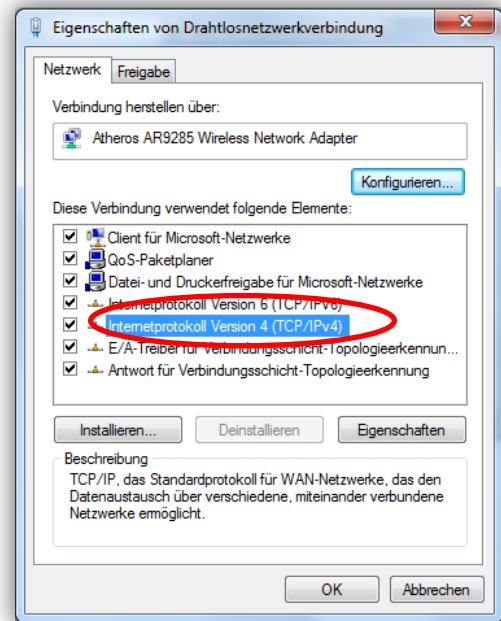 Eigenschaften von Drahtlosnetzwerkverbindung
Netzwerk
Freigabe
Verbindung herstellen über:
Atheros AR9285 Wireless Network Adapter
Konfigurieren...
Diese Verbindung verwendet folgende Elemente:
Client für Microsoft-Netzwerke
QoS-Paketplaner
Datei- und Druckerfreigabe für Microsoft-Netzwerke
Internetprotokoll Version 6 (TCP/IPv6)
Internetprotokoll Version 4 (TCP/IPv4)
E/A-Treiber für Verbindungsschicht-Topologieerkennun...
Antwort für Verbindungsschicht-Topologieerkennung
Installieren...
Deinstallieren
Eigenschaften
Beschreibung
TCP/IP, das Standardprotokoll für WAN-Netzwerke, das den
Datenaustausch über verschiedene, miteinander verbundene
Netzwerke ermöglicht.
OK
Abbrechen